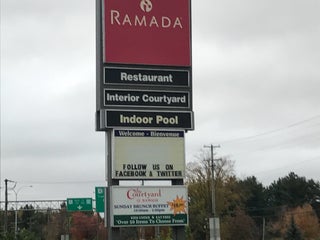 RAMADA
Restaurant
Interior Courtyard
Indoor Pool
Welcome - Bienvenue
FOLLOW US ON
FACEBOOK & TWITTER
Courtyard
SUNDAY BRUNCH BUFFET
"Over 50 Items To Choose From"